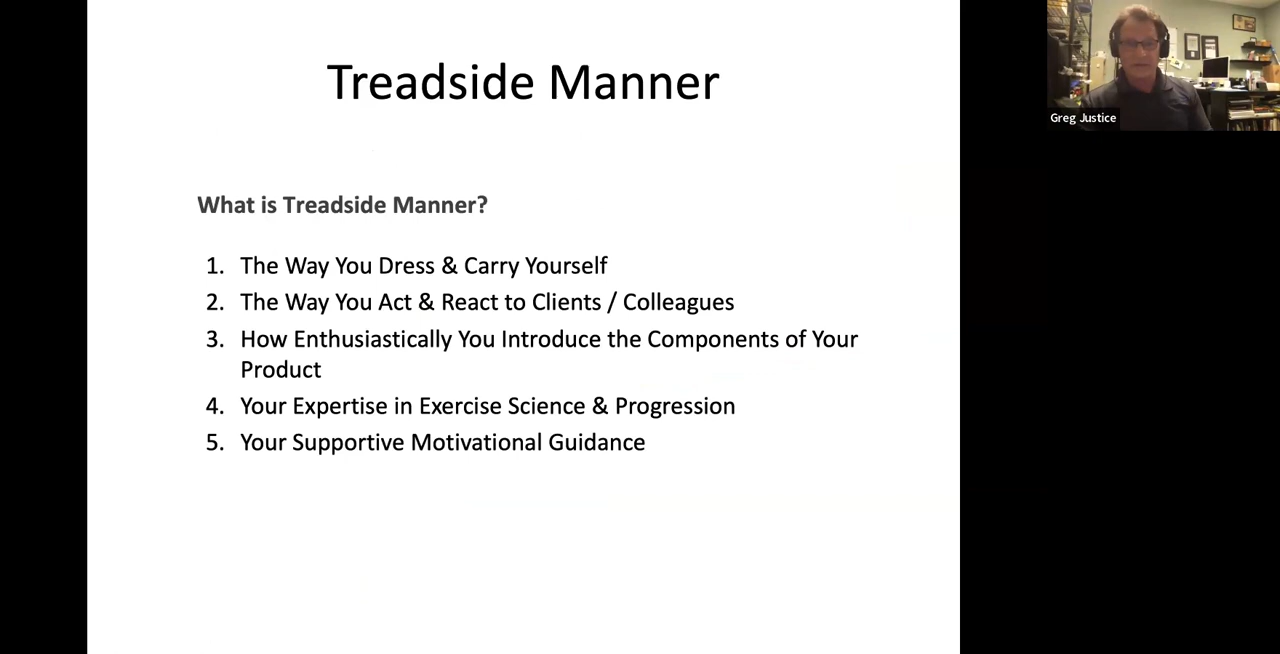 Treadside Manner
What is Treadside Manner?
1. The Way You Dress & Carry Yourself
2. The Way You Act & React to Clients / Colleagues
3. How Enthusiastically You Introduce the Components of Your
Product
4. Your Expertise in Exercise Science & Progression
5. Your Supportive Motivational Guidance
Greg Justice